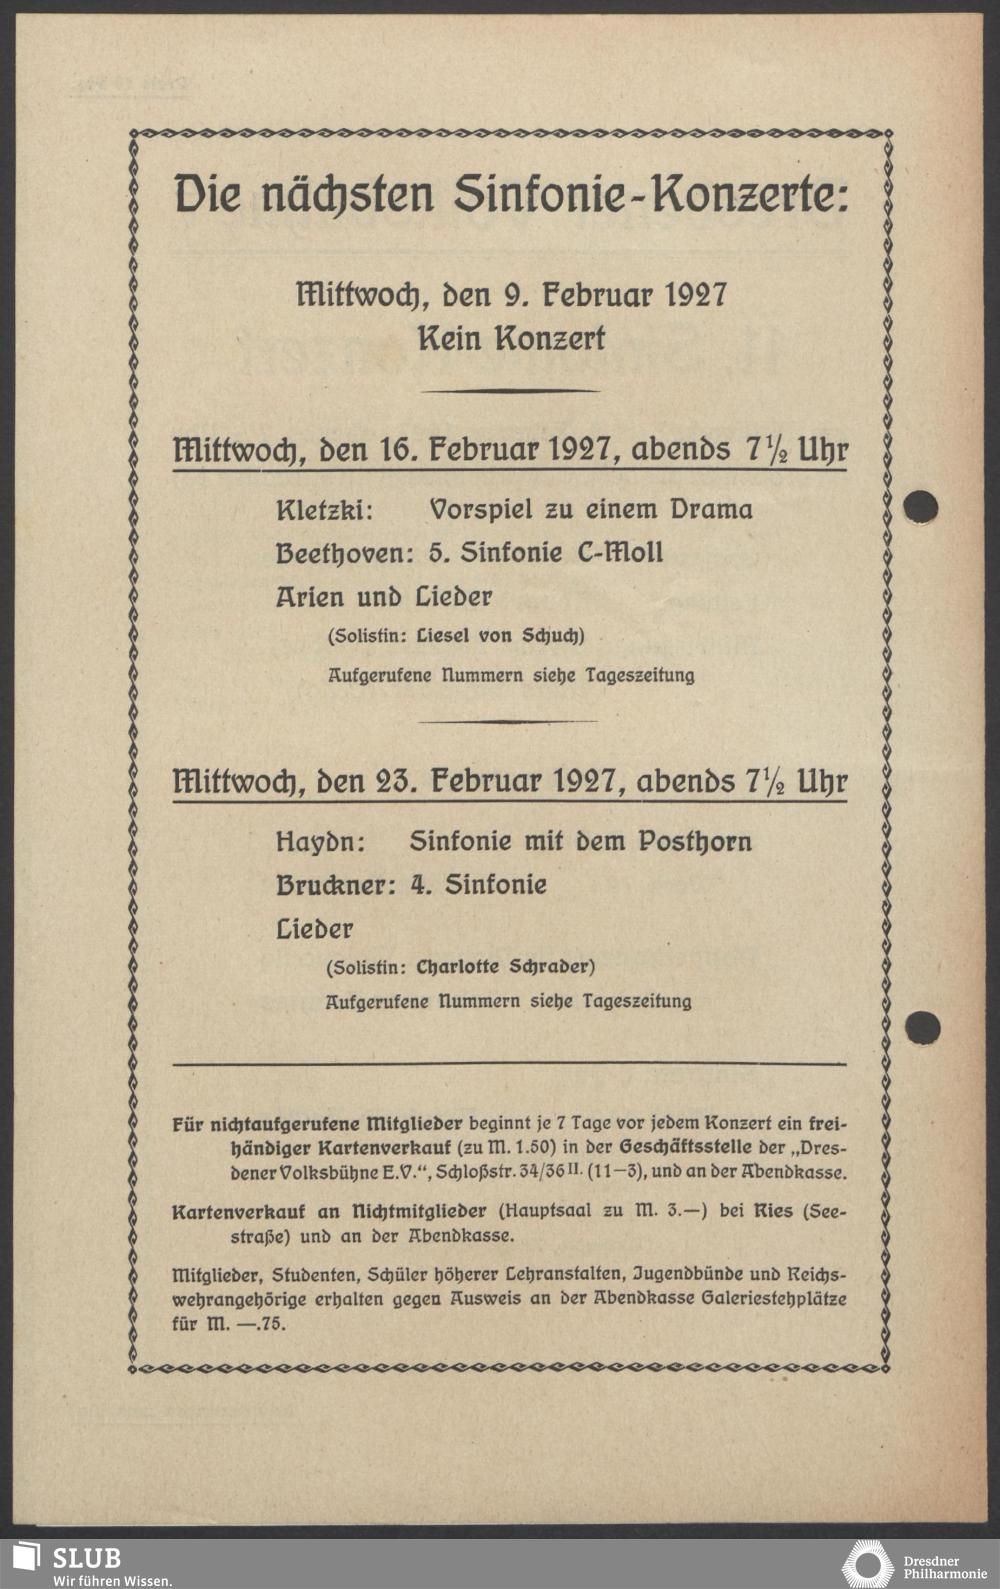 Die nächsten Sinfonie-Konzerte:
Mittwoch, den 9. Februar 1927
Kein Konzert
Mittwoch, den 16. Februar 1927, abends 7½ Uhr
Kletzki: Vorspiel zu einem Drama
Beethoven: 5. Sinfonie C-Moll
Arien und Lieder
(Solistin: Liesel von Schuch)
Aufgerufene Nummern siehe Tageszeitung
Mittwoch, den 23. Februar 1927, abends 7½ Uhr
Haydn: Sinfonie mit dem Posthorn
Bruckner: 4. Sinfonie
Lieder
(Solistin: Charlotte Schrader)
Aufgerufene Nummern siehe Tageszeitung
Für nichtaufgerufene Mitglieder beginnt je 7 Tage vor jedem Konzert ein frei-
händiger Kartenverkauf (zu M. 1.50) in der Geschäftsstelle der „Dres-
dener Volksbühne E.V.“, Schloßstr. 34/36 II. (11—3), und an der Abendkasse.
Kartenverkauf an Nichtmitglieder (Hauptsaal zu M. 3.—) bei Ries (See-
straße) und an der Abendkasse.
Mitglieder, Studenten, Schüler höherer Lehranstalten, Jugendbünde und Reichs-
wehrangehörige erhalten gegen Ausweis an der Abendkasse Galeriestehplätze
für M. —.75.
SLUB
Wir führen Wissen.
Dresdner
Philharmonie